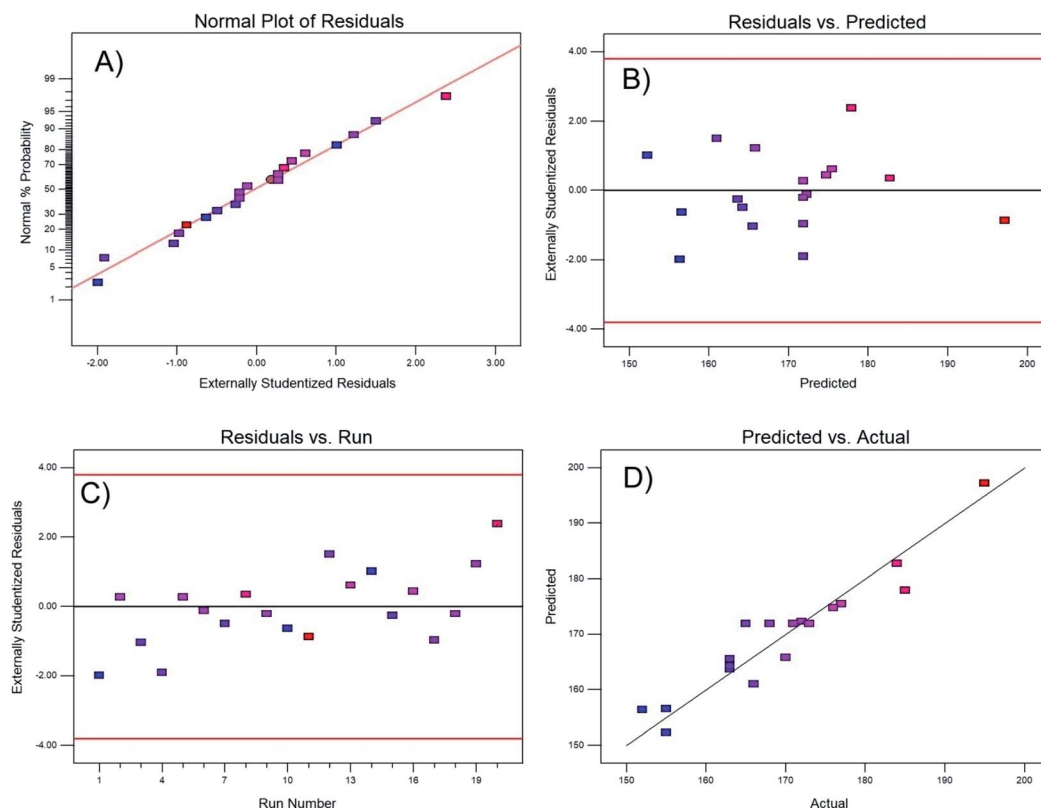 Normal Plot of Residuals
A)
Normal % Probability
99
95
90
80
70
50
30
20
10
5
1
-2.00 -1.00 0.00 1.00 2.00 3.00
Externally Studentized Residuals
Residuals vs. Predicted
B)
Externally Studentized Residuals
4.00
2.00
0.00
-2.00
-4.00
150 160 170 180 190 200
Predicted
Residuals vs. Run
C)
Externally Studentized Residuals
4.00
2.00
0.00
-2.00
-4.00
1 4 7 10 13 16 19
Run Number
Predicted vs. Actual
D)
Predicted
200
190
180
170
160
150
150 160 170 180 190 200
Actual